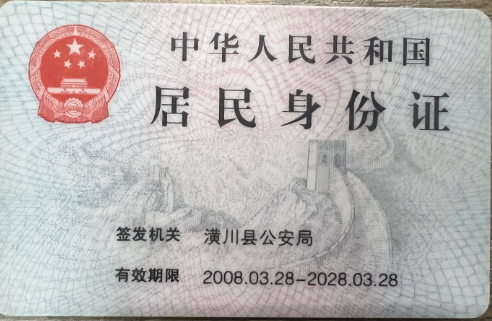 中华人民共和国
居民身份证
签发机关 潢川县公安局
有效期限 2008.03.28-2028.03.28